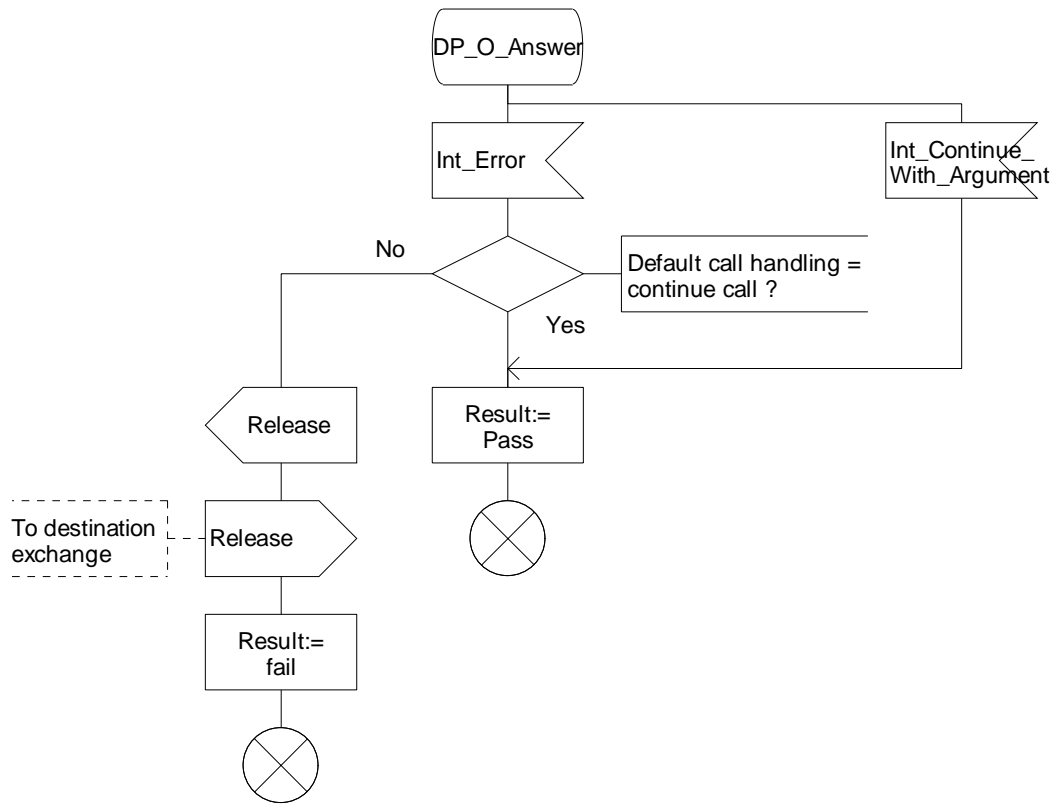 DP_O_Answer
Int_Error
Int_Continue_
With_Argument
No
Default call handling =
continue call ?
Yes
Release
Result:=
Pass
To destination
exchange
Release
Result:=
fail